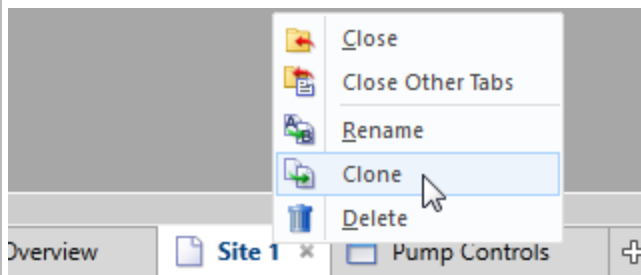 Close
Close Other Tabs
Rename
Clone
Delete
Overview Site 1 Pump Controls